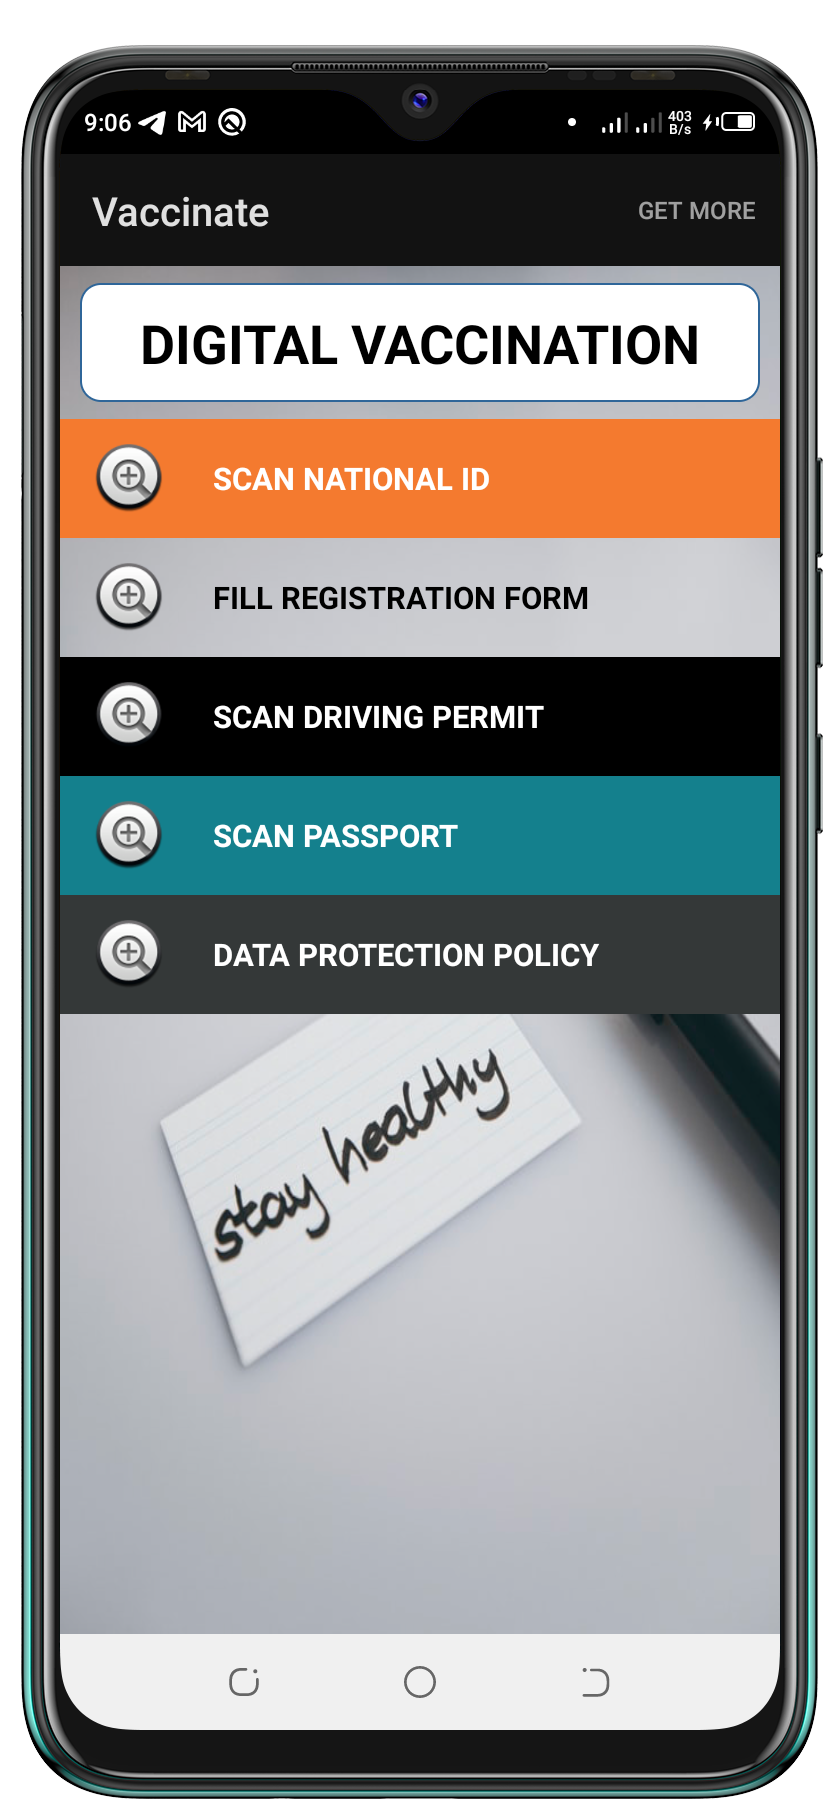 9:06
403
B/s
Vaccinate
GET MORE
DIGITAL VACCINATION
SCAN NATIONAL ID
FILL REGISTRATION FORM
SCAN DRIVING PERMIT
SCAN PASSPORT
DATA PROTECTION POLICY
stay healthy